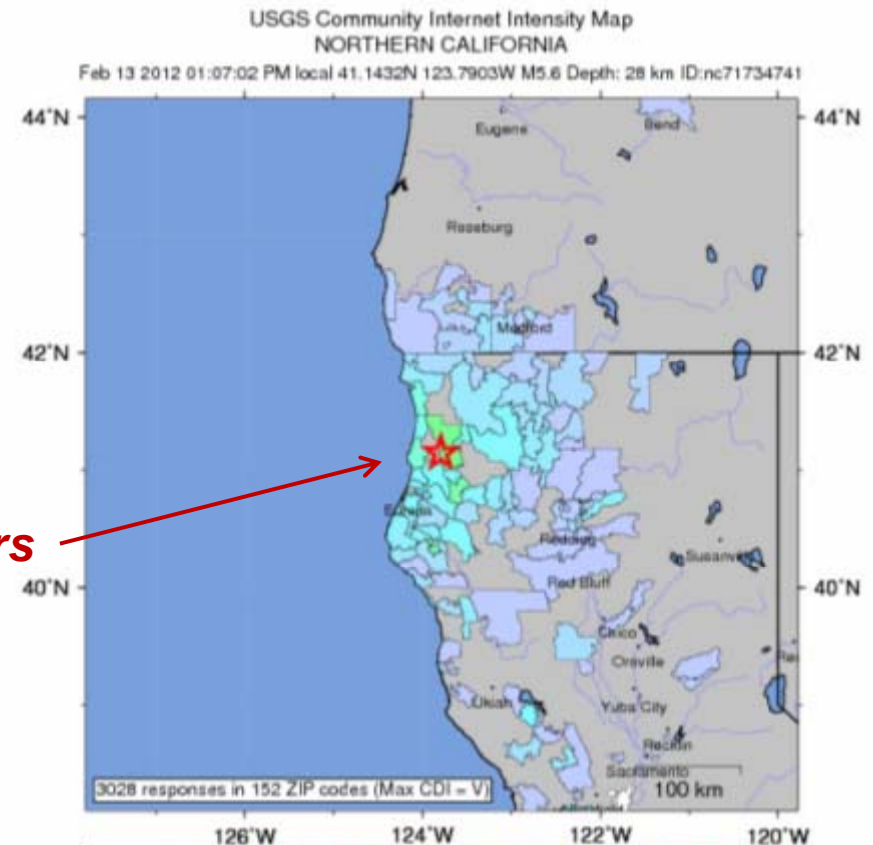 USGS Community Internet Intensity Map
NORTHERN CALIFORNIA
Feb 13 2012 01:07:02 PM local 41.1432N 123.7903W M5.6 Depth: 28 km ID:nc71734741
44°N
44°N
Eugene
Bend
Roseburg
Medford
42°N
42°N
rs
Eureka
Redding
Susanville
40°N
Red Bluff
40°N
Chico
Oroville
Ukiah
Yuba City
Rocklin
Sacramento
3028 responses in 152 ZIP codes (Max CDI = V)
100 km
126°W
124°W
122°W
120°W